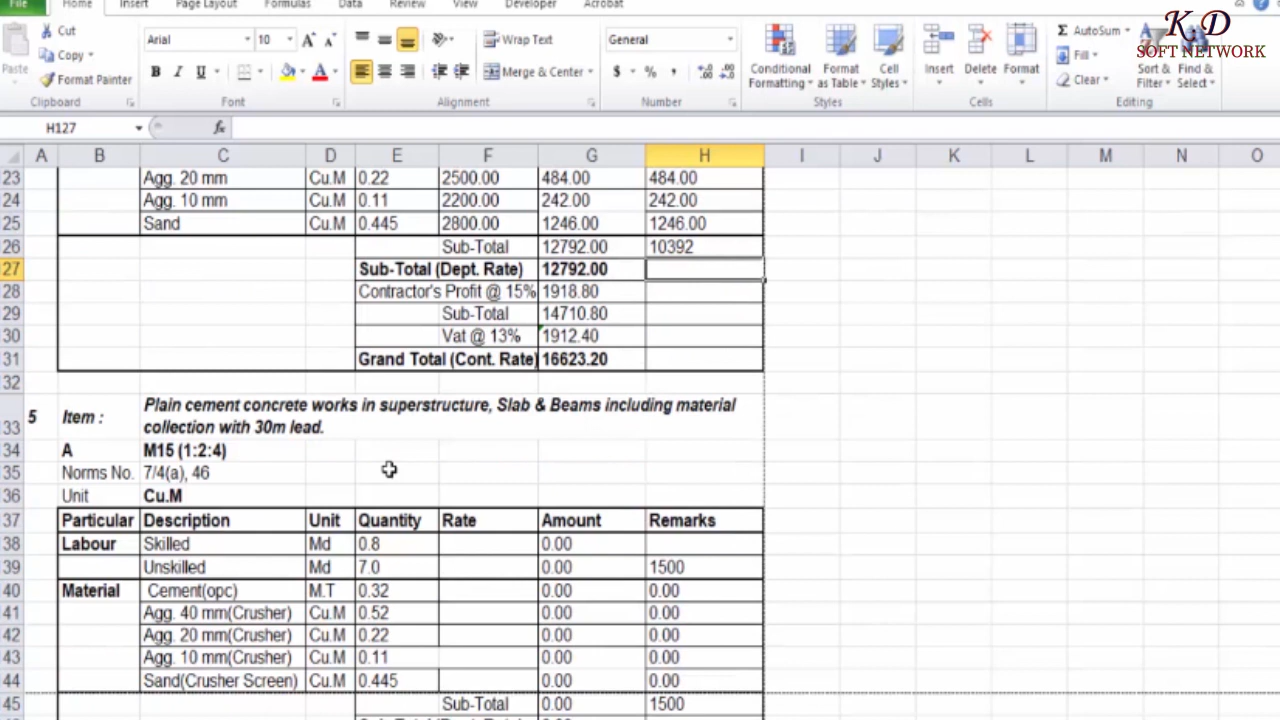 File Home Insert Page Layout Formulas Data Review View Developer Acrobat
K.D
SOFT NETWORK
Cut
Copy
Format Painter
Paste
Arial 10
B I U
Wrap Text
Merge & Center
General
$ % ,
Conditional Formatting
Format as Table
Cell Styles
Insert Delete Format
Σ AutoSum
Fill
Clear
Sort & Filter
Find & Select
Clipboard Font Alignment Number Styles Cells Editing
H127 fx
A B C D E F G H I J K L M N O
23 Agg. 20 mm Cu.M 0.22 2500.00 484.00 484.00
24 Agg. 10 mm Cu.M 0.11 2200.00 242.00 242.00
25 Sand Cu.M 0.445 2800.00 1246.00 1246.00
26 Sub-Total 12792.00 10392
27 Sub-Total (Dept. Rate) 12792.00
28 Contractor's Profit @ 15% 1918.80
29 Sub-Total 14710.80
30 Vat @ 13% 1912.40
31 Grand Total (Cont. Rate) 16623.20
32
33 5 Item : Plain cement concrete works in superstructure, Slab & Beams including material
collection with 30m lead.
34 A M15 (1:2:4)
35 Norms No. 7/4(a), 46
36 Unit Cu.M
37 Particular Description Unit Quantity Rate Amount Remarks
38 Labour Skilled Md 0.8 0.00
39 Unskilled Md 7.0 0.00 1500
40 Material Cement(opc) M.T 0.32 0.00 0.00
41 Agg. 40 mm(Crusher) Cu.M 0.52 0.00 0.00
42 Agg. 20 mm(Crusher) Cu.M 0.22 0.00 0.00
43 Agg. 10 mm(Crusher) Cu.M 0.11 0.00 0.00
44 Sand(Crusher Screen) Cu.M 0.445 0.00 0.00
45 Sub-Total 0.00 1500